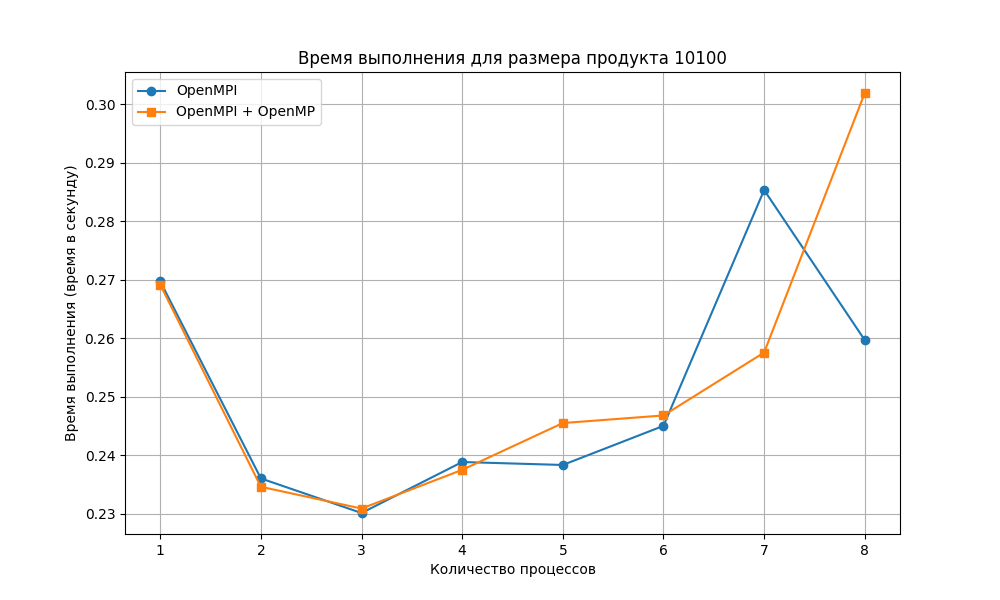 Время выполнения для размера продукта 10100
OpenMPI
OpenMPI + OpenMP
Время выполнения (время в секунду)
0.30
0.29
0.28
0.27
0.26
0.25
0.24
0.23
1 2 3 4 5 6 7 8
Количество процессов